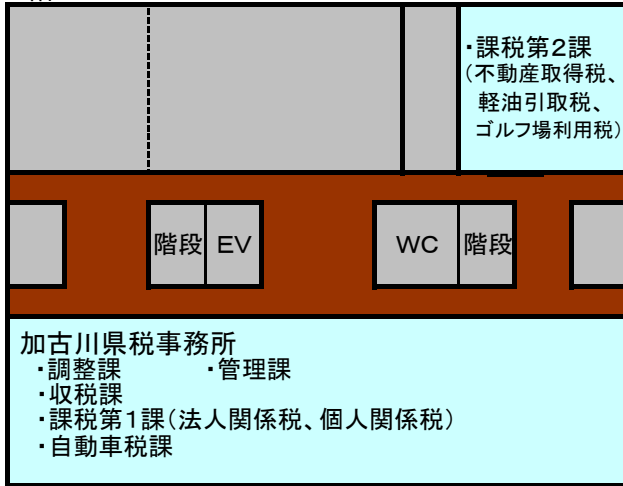 ・課税第2課
(不動産取得税、
軽油引取税、
ゴルフ場利用税)
階段
EV
WC
階段
加古川県税事務所
・調整課 ・管理課
・収税課
・課税第1課(法人関係税、個人関係税)
・自動車税課